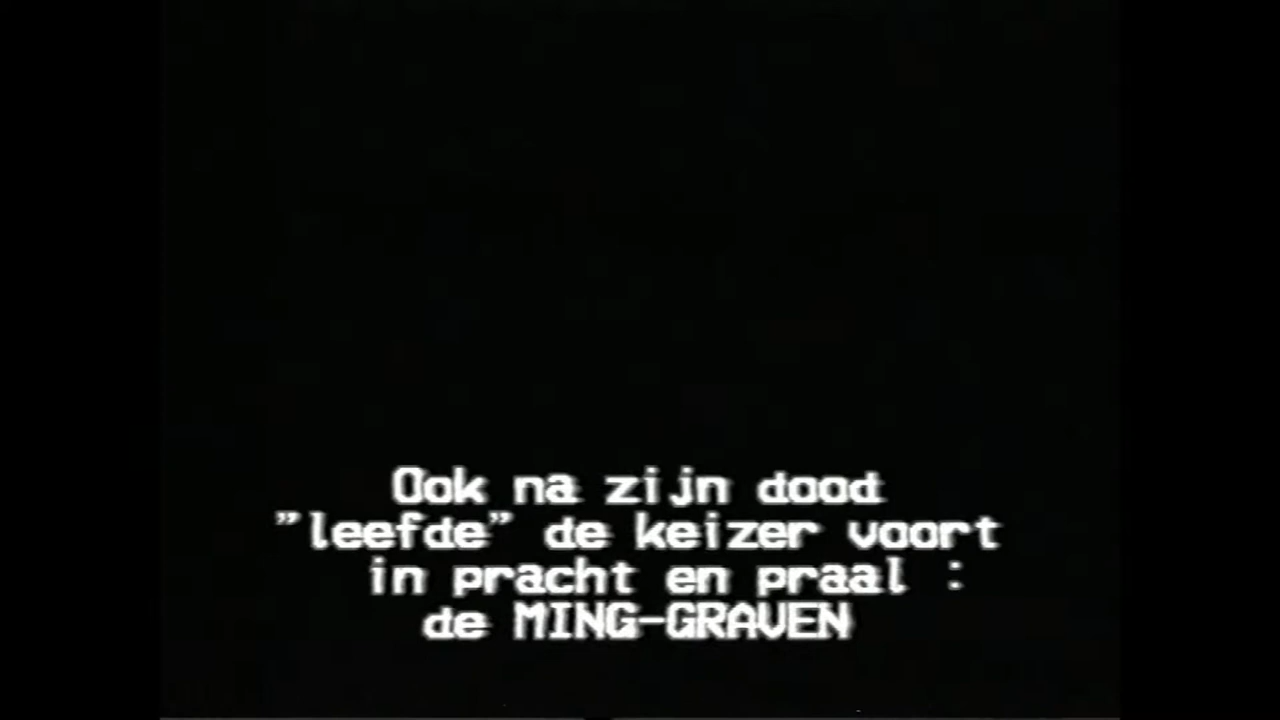 Ook na zijn dood
"leefde" de keizer voort
in pracht en praal :
de MING-GRAVEN